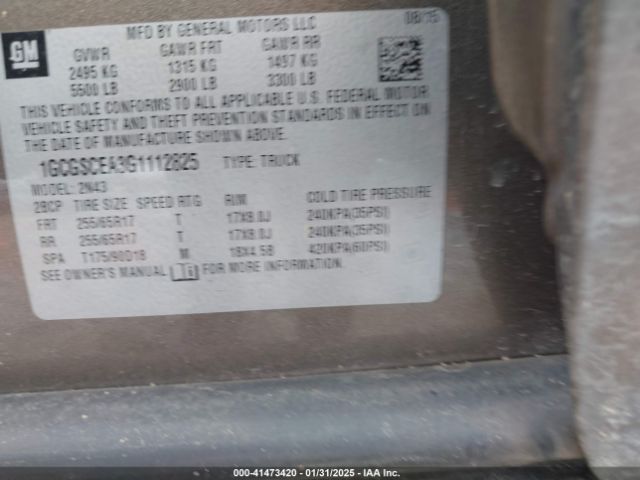 GM
MFD BY GENERAL MOTORS LLC 08/15
GVWR GAWR FRT GAWR RR
2495 KG 1315 KG 1497 KG
5500 LB 2900 LB 3300 LB
THIS VEHICLE CONFORMS TO ALL APPLICABLE U.S. FEDERAL MOTOR
VEHICLE SAFETY AND THEFT PREVENTION STANDARDS IN EFFECT ON
THE DATE OF MANUFACTURE SHOWN ABOVE.
1GCGSCEA3G1112825 TYPE: TRUCK
MODEL: 2N43
2BCP TIRE SIZE SPEED RTG RIM COLD TIRE PRESSURE
FRT 255/65R17 T 17X8.0J 240KPA(35PSI)
RR 255/65R17 T 17X8.0J 240KPA(35PSI)
SPA T175/90D18 M 18X4.5B 420KPA(60PSI)
SEE OWNER'S MANUAL FOR MORE INFORMATION.
000-41473420 - 01/31/2025 - IAA Inc.